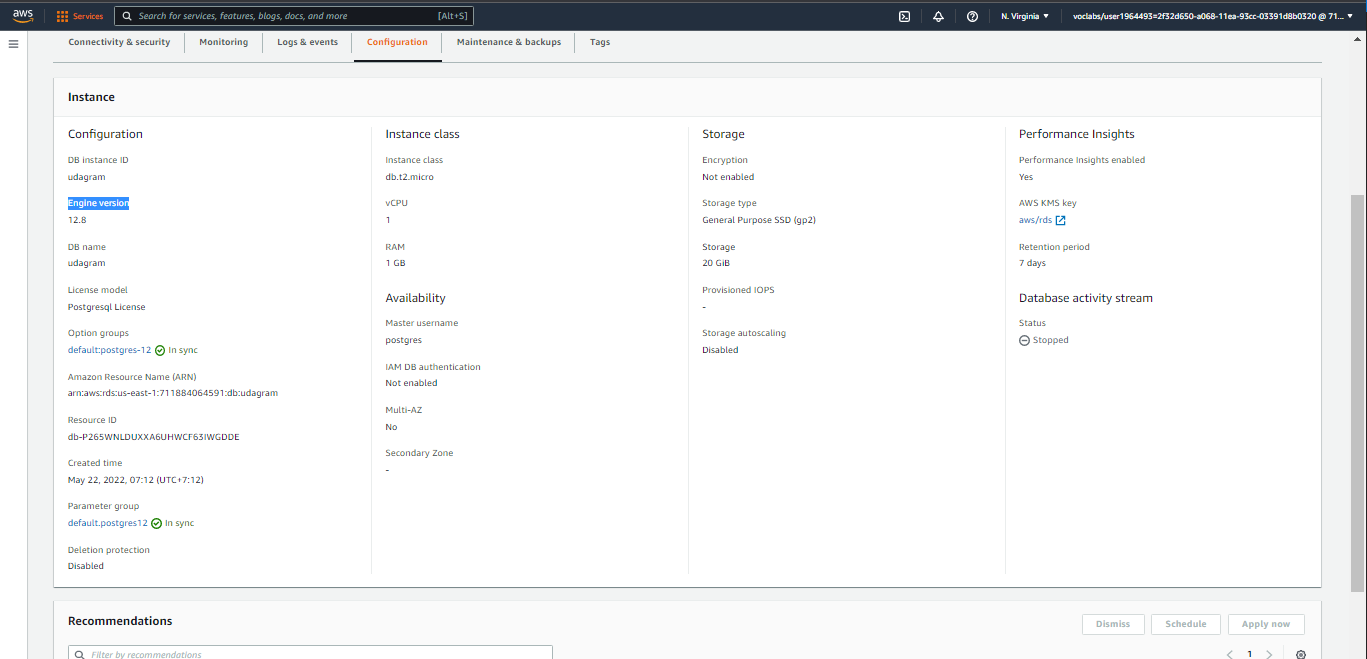 aws
Services
Search for services, features, blogs, docs, and more
[Alt+S]
N. Virginia
voclabs/user1964493=2f32d650-a068-11ea-93cc-03391d8b0320 @ 71...
Connectivity & security
Monitoring
Logs & events
Configuration
Maintenance & backups
Tags
Instance
Configuration
DB instance ID
udagram
Engine version
12.8
DB name
udagram
License model
Postgresql License
Option groups
default:postgres-12 In sync
Amazon Resource Name (ARN)
arn:aws:rds:us-east-1:711884064591:db:udagram
Resource ID
db-P265WNLDUXXA6UHWCF63IWGDDE
Created time
May 22, 2022, 07:12 (UTC+7:12)
Parameter group
default.postgres12 In sync
Deletion protection
Disabled
Instance class
Instance class
db.t2.micro
vCPU
1
RAM
1 GB
Availability
Master username
postgres
IAM DB authentication
Not enabled
Multi-AZ
No
Secondary Zone
-
Storage
Encryption
Not enabled
Storage type
General Purpose SSD (gp2)
Storage
20 GiB
Provisioned IOPS
-
Storage autoscaling
Disabled
Performance Insights
Performance Insights enabled
Yes
AWS KMS key
aws/rds
Retention period
7 days
Database activity stream
Status
Stopped
Recommendations
Dismiss
Schedule
Apply now
Filter by recommendations
1